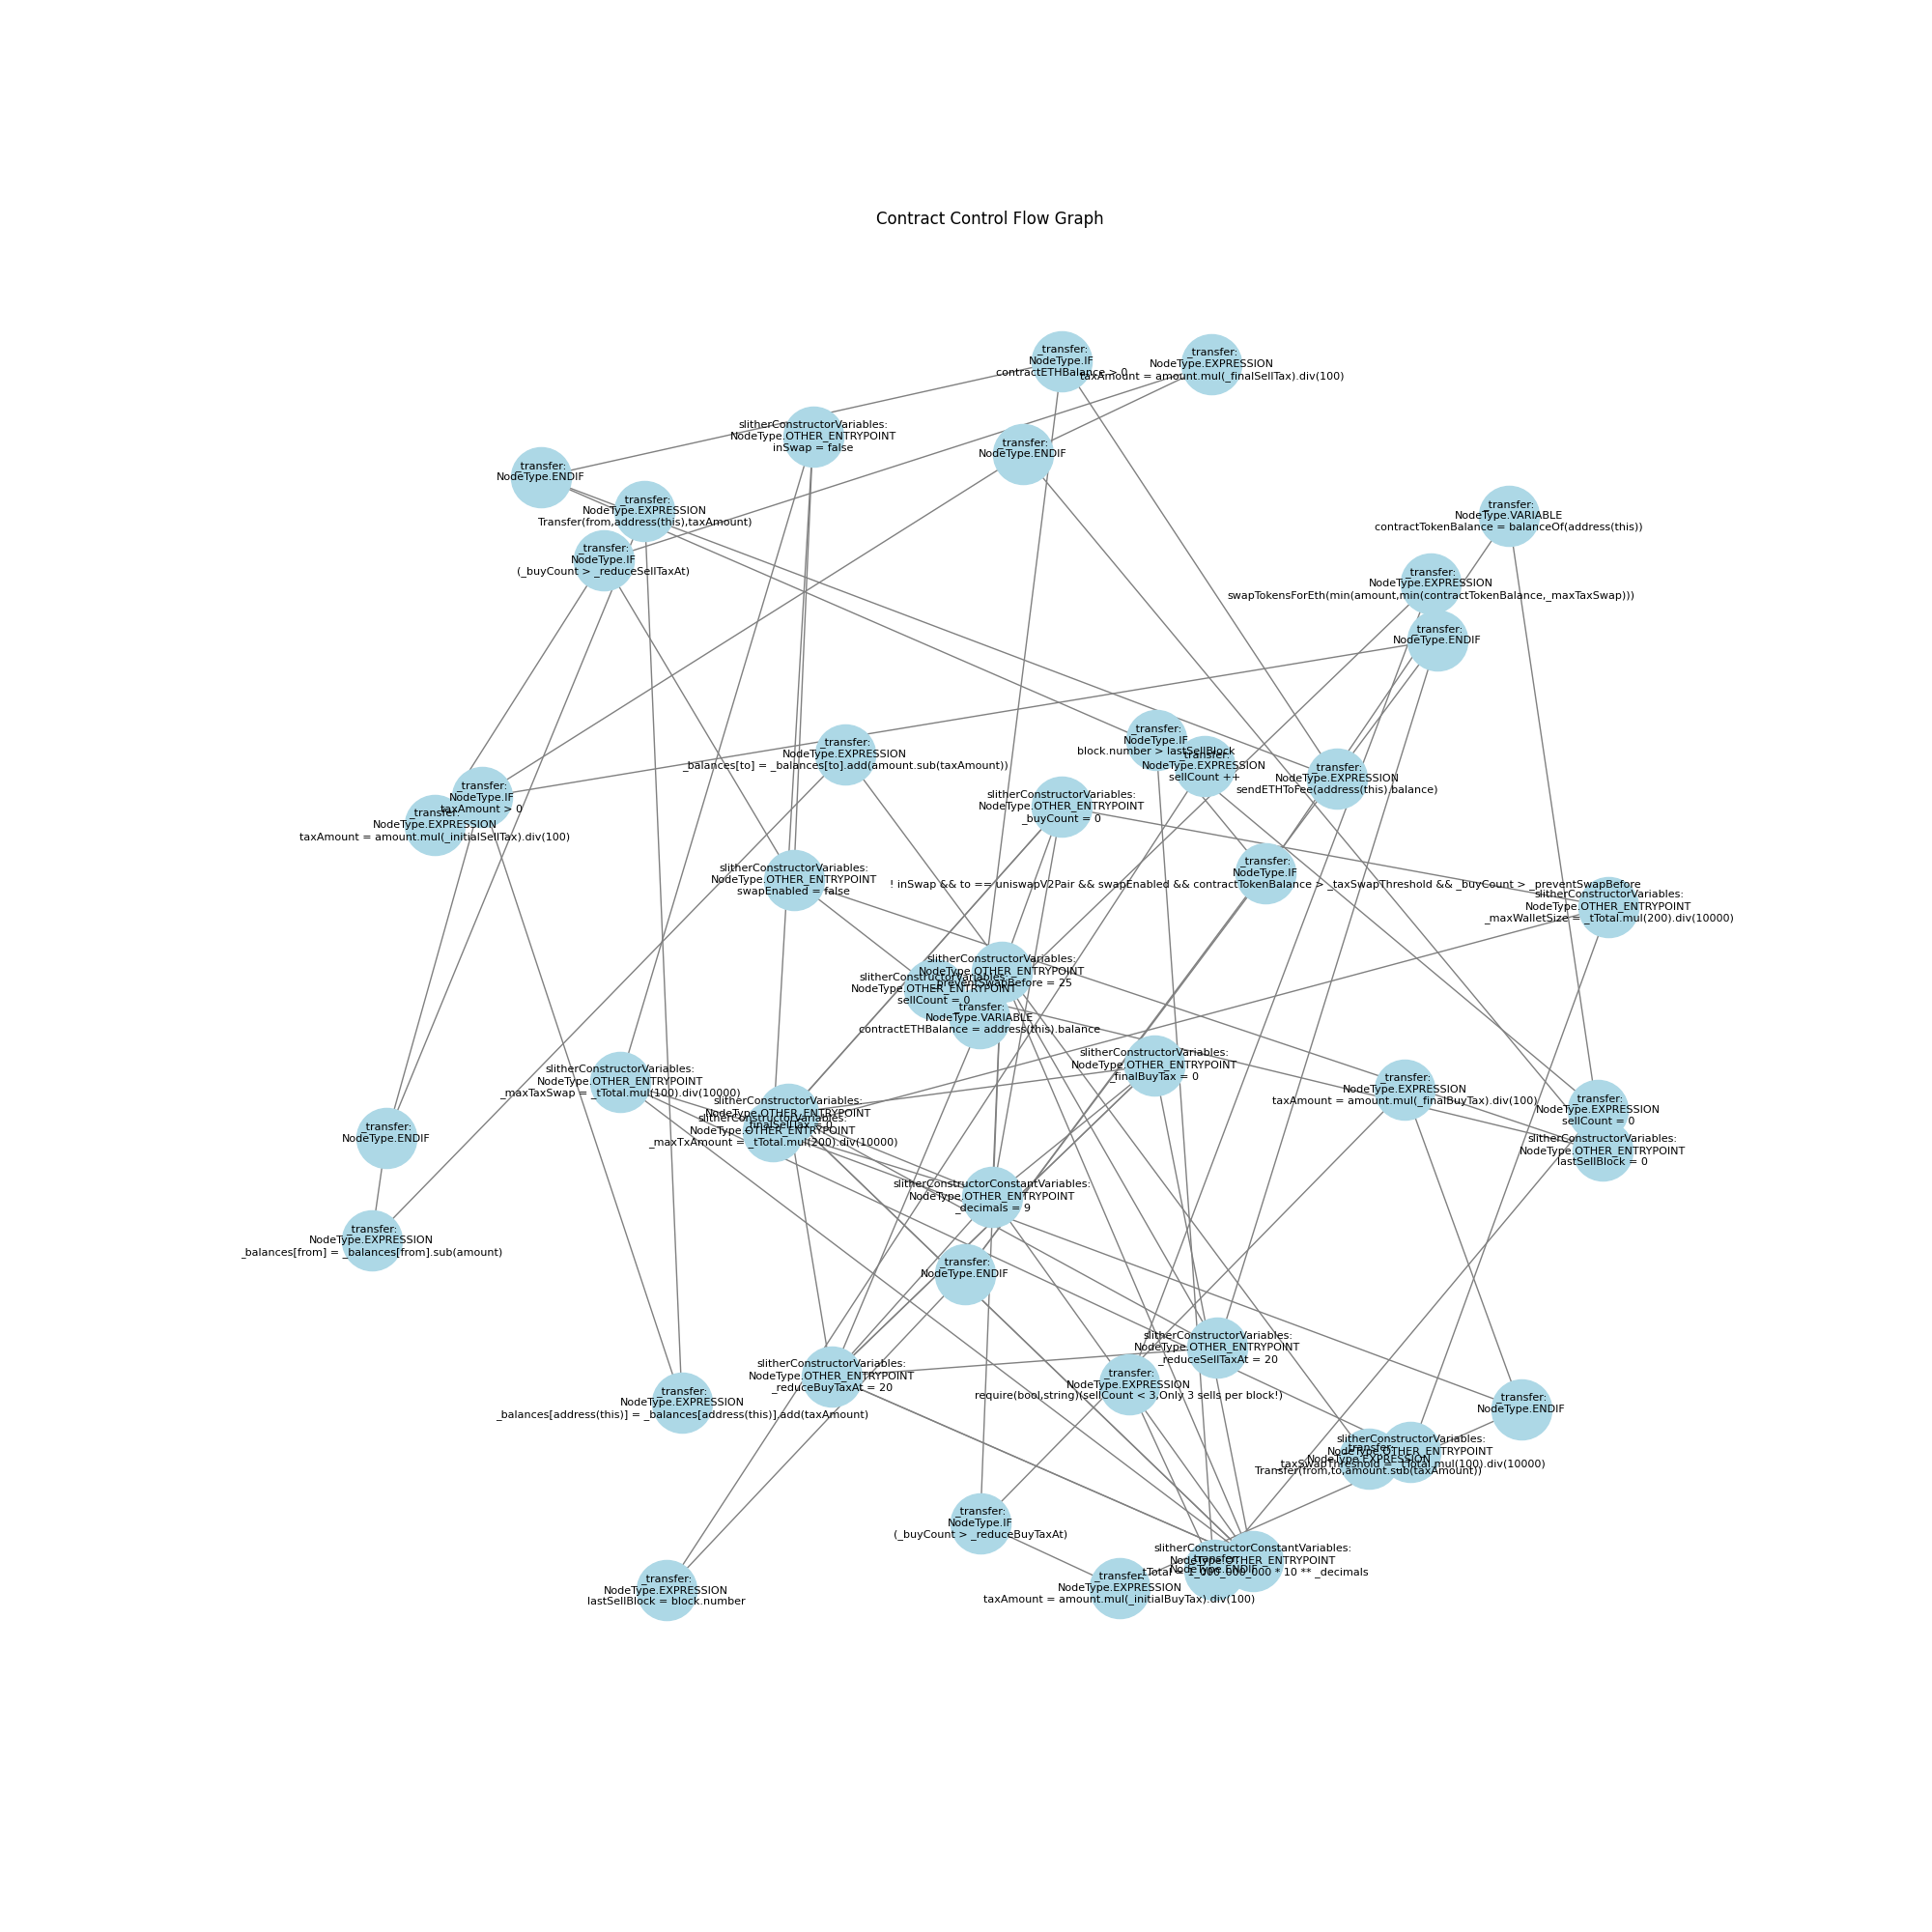 Contract Control Flow Graph
_transfer:
NodeType.IF
contractETHBalance > 0
_transfer:
NodeType.EXPRESSION
taxAmount = amount.mul(_finalSellTax).div(100)
slitherConstructorVariables:
NodeType.OTHER_ENTRYPOINT
inSwap = false
_transfer:
NodeType.ENDIF
_transfer:
NodeType.ENDIF
_transfer:
NodeType.EXPRESSION
Transfer(from,address(this),taxAmount)
_transfer:
NodeType.VARIABLE
contractTokenBalance = balanceOf(address(this))
_transfer:
NodeType.IF
(_buyCount > _reduceSellTaxAt)
_transfer:
NodeType.EXPRESSION
swapTokensForEth(min(amount,min(contractTokenBalance,_maxTaxSwap)))
_transfer:
NodeType.ENDIF
_transfer:
NodeType.EXPRESSION
_balances[to] = _balances[to].add(amount.sub(taxAmount))
_transfer:
NodeType.IF
block.number > lastSellBlock
_transfer:
NodeType.EXPRESSION
sellCount ++
_transfer:
NodeType.EXPRESSION
sendETHToFee(address(this).balance)
_transfer:
NodeType.IF
taxAmount > 0
_transfer:
NodeType.EXPRESSION
taxAmount = amount.mul(_initialSellTax).div(100)
slitherConstructorVariables:
NodeType.OTHER_ENTRYPOINT
_buyCount = 0
slitherConstructorVariables:
NodeType.OTHER_ENTRYPOINT
swapEnabled = false
_transfer:
NodeType.IF
! inSwap && to == uniswapV2Pair && swapEnabled && contractTokenBalance > _taxSwapThreshold && _buyCount > _preventSwapBefore
slitherConstructorVariables:
NodeType.OTHER_ENTRYPOINT
_maxWalletSize = _tTotal.mul(200).div(10000)
slitherConstructorVariables:
NodeType.OTHER_ENTRYPOINT
_preventSwapBefore = 25
slitherConstructorVariables:
NodeType.OTHER_ENTRYPOINT
sellCount = 0
_transfer:
NodeType.VARIABLE
contractETHBalance = address(this).balance
slitherConstructorVariables:
NodeType.OTHER_ENTRYPOINT
_finalBuyTax = 0
slitherConstructorVariables:
NodeType.OTHER_ENTRYPOINT
_maxTaxSwap = _tTotal.mul(100).div(10000)
_transfer:
NodeType.EXPRESSION
taxAmount = amount.mul(_finalBuyTax).div(100)
_transfer:
NodeType.EXPRESSION
sellCount = 0
slitherConstructorVariables:
NodeType.OTHER_ENTRYPOINT
_finalSellTax = 0
slitherConstructorVariables:
NodeType.OTHER_ENTRYPOINT
_maxTxAmount = _tTotal.mul(200).div(10000)
_transfer:
NodeType.ENDIF
slitherConstructorVariables:
NodeType.OTHER_ENTRYPOINT
lastSellBlock = 0
slitherConstructorConstantVariables:
NodeType.OTHER_ENTRYPOINT
_decimals = 9
_transfer:
NodeType.EXPRESSION
_balances[from] = _balances[from].sub(amount)
_transfer:
NodeType.ENDIF
slitherConstructorVariables:
NodeType.OTHER_ENTRYPOINT
_reduceSellTaxAt = 20
slitherConstructorVariables:
NodeType.OTHER_ENTRYPOINT
_reduceBuyTaxAt = 20
_transfer:
NodeType.EXPRESSION
require(bool,string)(sellCount < 3,Only 3 sells per block!)
_transfer:
NodeType.EXPRESSION
_balances[address(this)] = _balances[address(this)].add(taxAmount)
_transfer:
NodeType.ENDIF
slitherConstructorVariables:
NodeType.OTHER_ENTRYPOINT
_taxSwapThreshold = _tTotal.mul(100).div(10000)
_transfer:
NodeType.EXPRESSION
Transfer(from,to,amount.sub(taxAmount))
_transfer:
NodeType.IF
(_buyCount > _reduceBuyTaxAt)
slitherConstructorConstantVariables:
NodeType.OTHER_ENTRYPOINT
_tTotal = 1_000_000_000 * 10 ** _decimals
_transfer:
NodeType.ENDIF
_transfer:
NodeType.EXPRESSION
taxAmount = amount.mul(_initialBuyTax).div(100)
_transfer:
NodeType.EXPRESSION
lastSellBlock = block.number